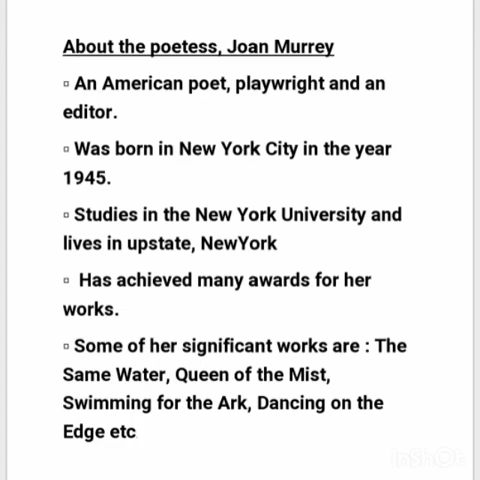 About the poetess, Joan Murrey
▫ An American poet, playwright and an
editor.
▫ Was born in New York City in the year
1945.
▫ Studies in the New York University and
lives in upstate, NewYork
▫ Has achieved many awards for her
works.
▫ Some of her significant works are : The
Same Water, Queen of the Mist,
Swimming for the Ark, Dancing on the
Edge etc
InShOt